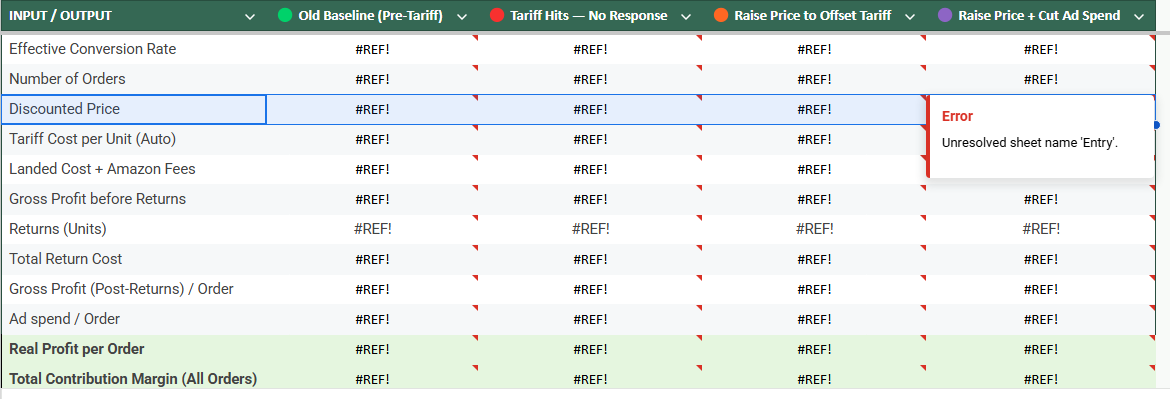 INPUT / OUTPUT Old Baseline (Pre-Tariff) Tariff Hits — No Response Raise Price to Offset Tariff Raise Price + Cut Ad Spend
Effective Conversion Rate #REF! #REF! #REF! #REF!
Number of Orders #REF! #REF! #REF! #REF!
Discounted Price #REF! #REF! #REF!
Error
Tariff Cost per Unit (Auto) #REF! #REF! #REF!
Unresolved sheet name 'Entry'.
Landed Cost + Amazon Fees #REF! #REF! #REF!
Gross Profit before Returns #REF! #REF! #REF! #REF!
Returns (Units) #REF! #REF! #REF! #REF!
Total Return Cost #REF! #REF! #REF! #REF!
Gross Profit (Post-Returns) / Order #REF! #REF! #REF! #REF!
Ad spend / Order #REF! #REF! #REF! #REF!
Real Profit per Order #REF! #REF! #REF! #REF!
Total Contribution Margin (All Orders) #REF! #REF! #REF! #REF!